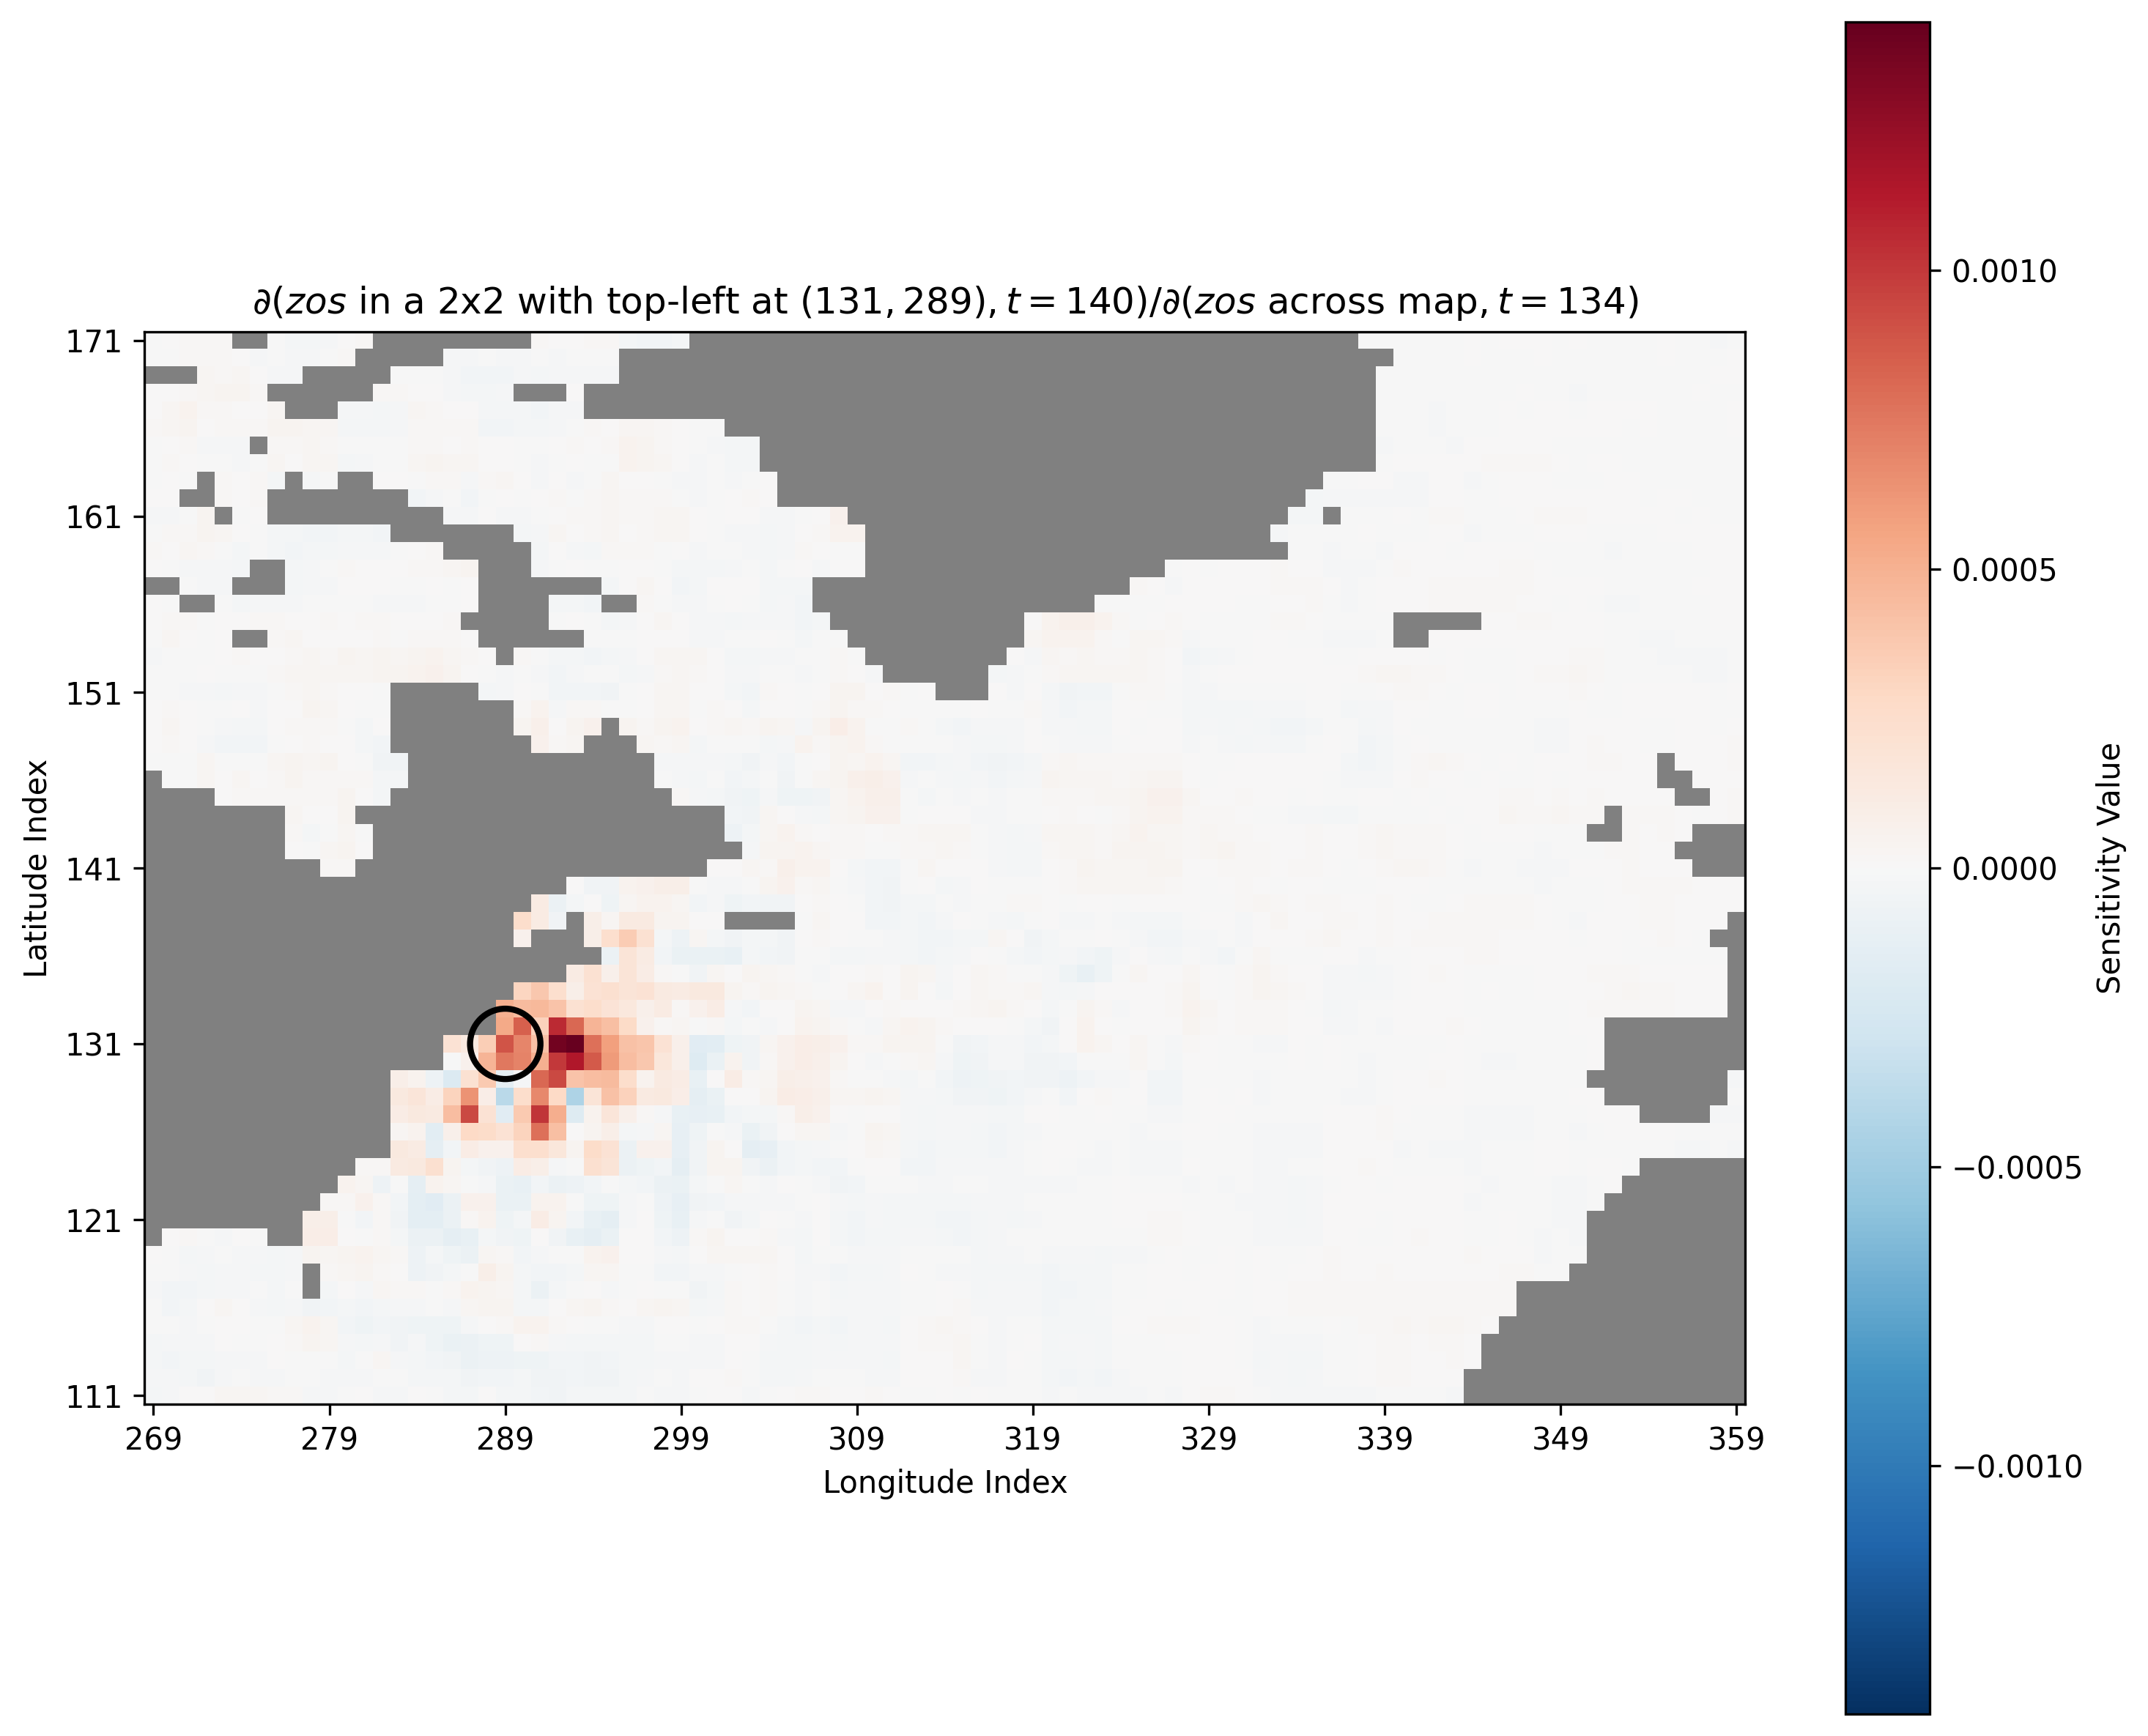 ∂(zos in a 2x2 with top-left at (131, 289), t = 140)/∂(zos across map, t = 134)
171
161
151
141
131
121
111
Latitude Index
269 279 289 299 309 319 329 339 349 359
Longitude Index
0.0010
0.0005
0.0000
−0.0005
−0.0010
Sensitivity Value